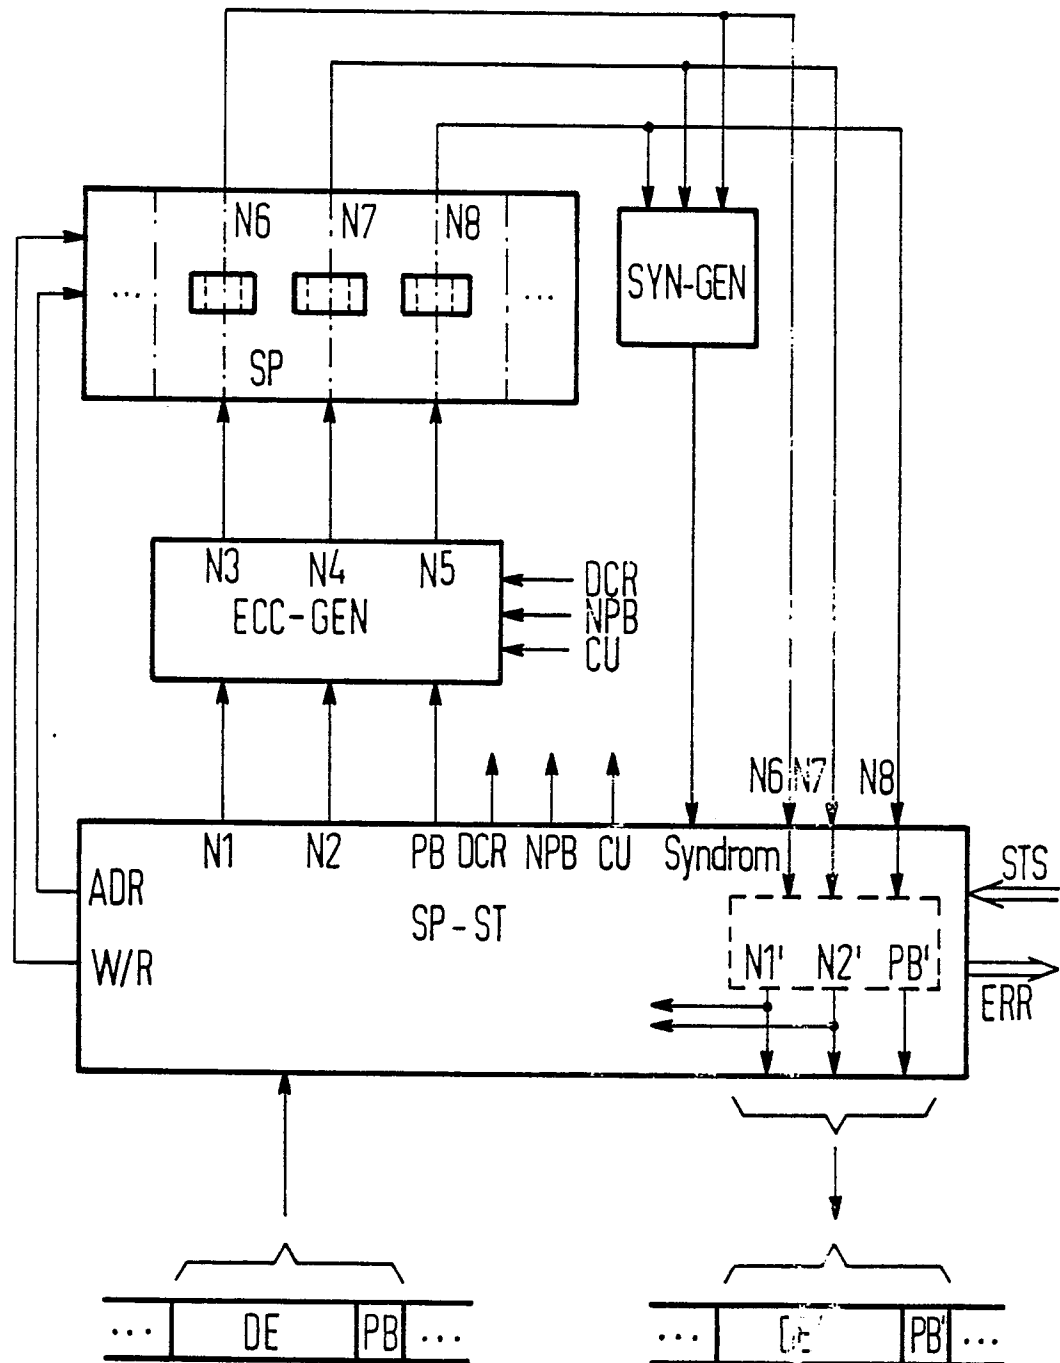 N6 N7 N8
SYN-GEN
... ...
SP
N3 N4 N5
DCR
ECC-GEN
NPB
CU
N6 N7 N8
N1 N2 PB DCR NPB CU Syndrom
STS
ADR
SP-ST
W/R
N1' N2' PB'
ERR
... DE PB ...
... PB' ...